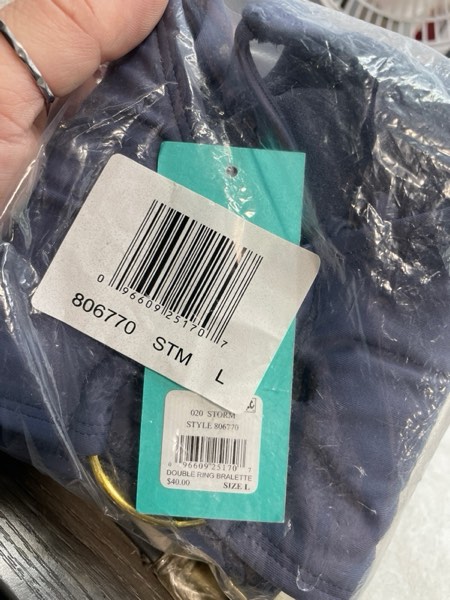 0 96609 25170 7
806770 STM L
020 STORM
STYLE 806770
6 96609 25170 7
DOUBLE RING BRALETTE
$40.00 SIZE L